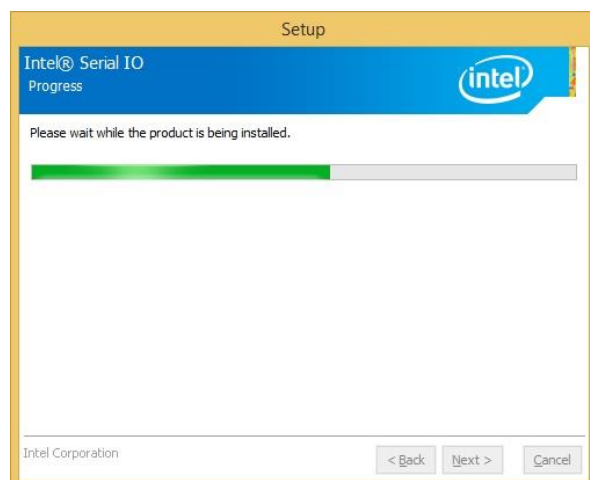 Setup
Intel® Serial IO
Progress
intel
Please wait while the product is being installed.
Intel Corporation
< Back Next > Cancel